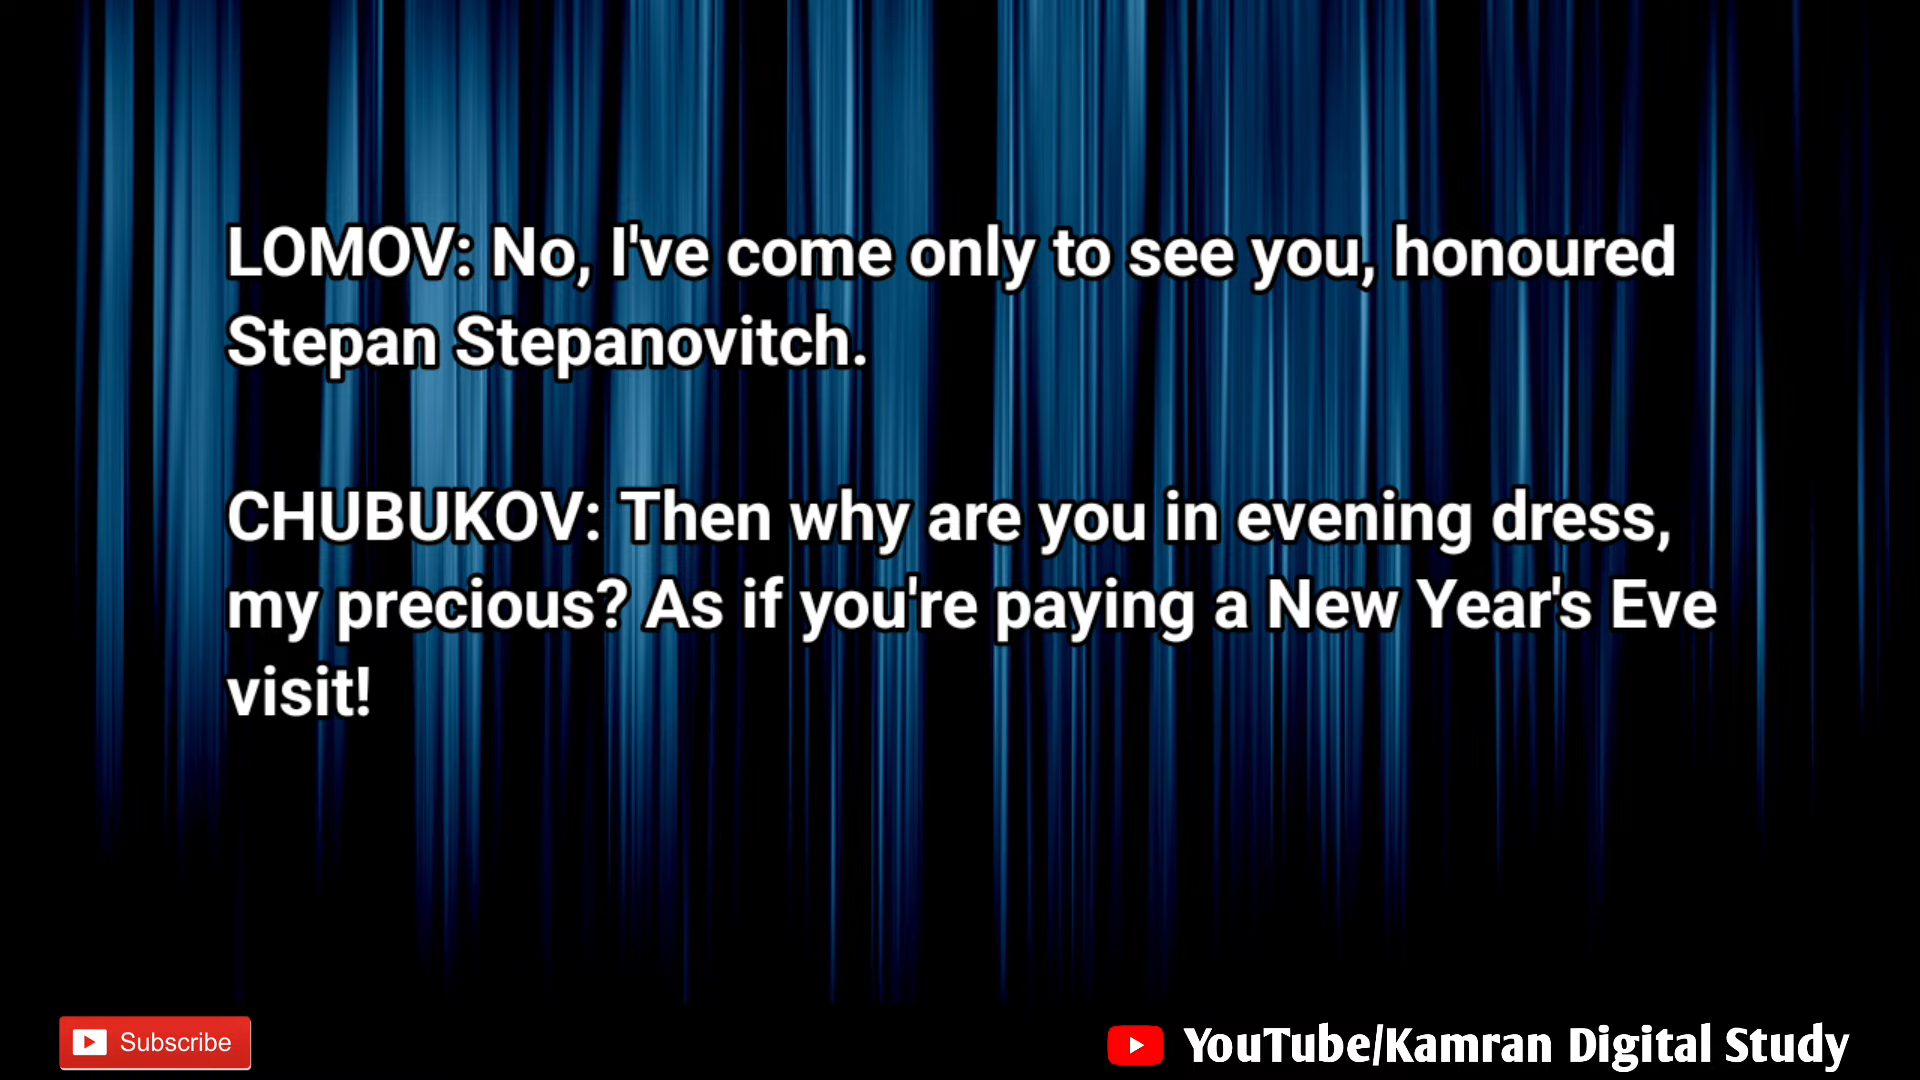 LOMOV: No, I've come only to see you, honoured
Stepan Stepanovitch.
CHUBUKOV: Then why are you in evening dress,
my precious? As if you're paying a New Year's Eve
visit!
Subscribe
YouTube/Kamran Digital Study